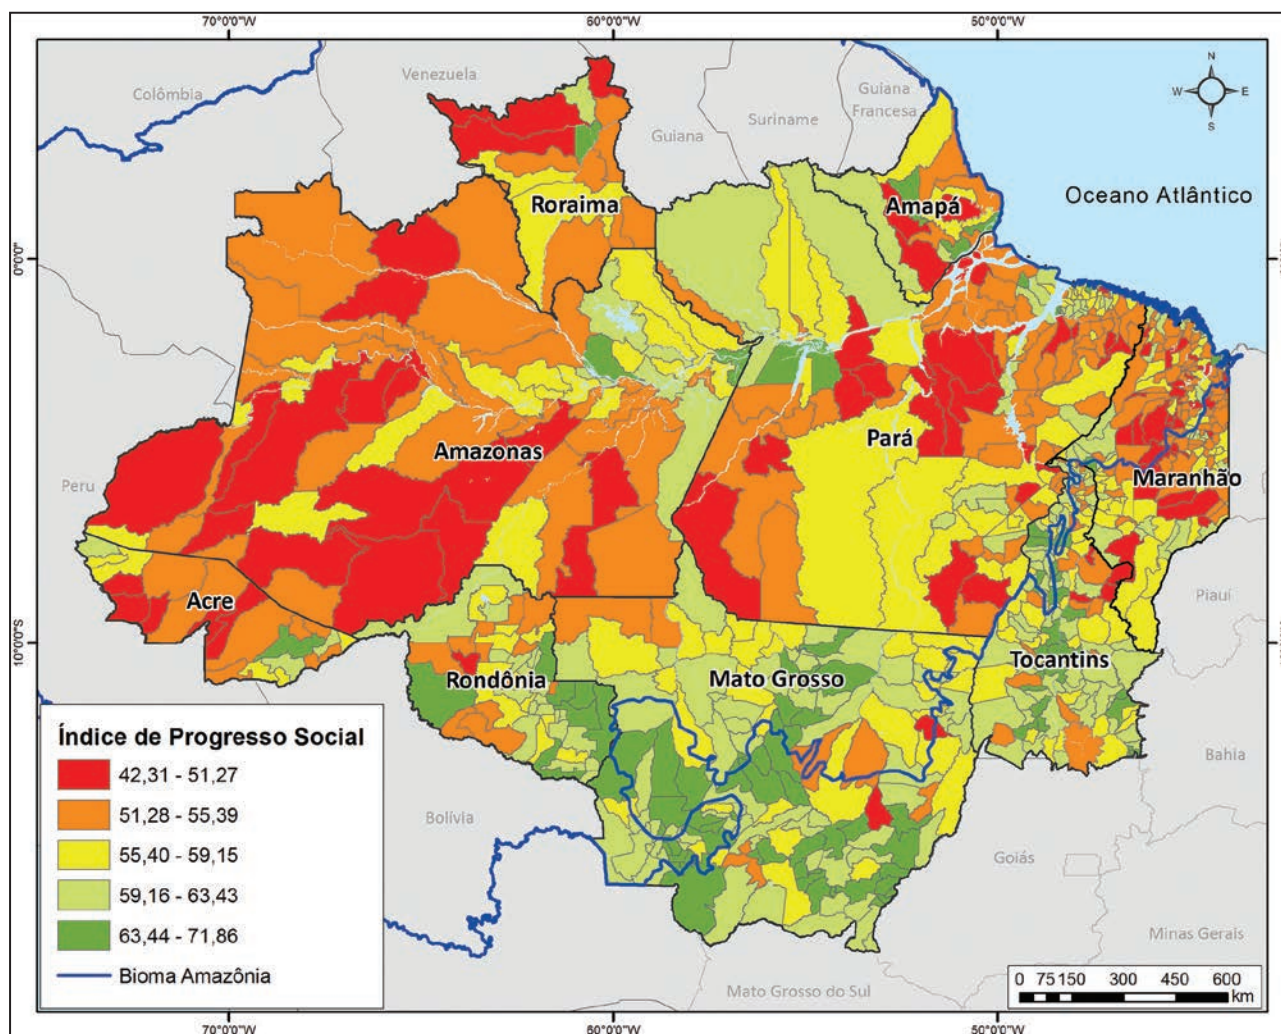 70°0'0"W
60°0'0"W
50°0'0"W
N
W
E
S
Venezuela
Colômbia
Guiana
Suriname
Guiana
Francesa
Oceano Atlântico
Roraima
Amapá
0°0'0"
Amazonas
Pará
Maranhão
Peru
Acre
Piauí
10°0'0"S
Rondônia
Mato Grosso
Tocantins
Bahia
Bolívia
Goiás
Minas Gerais
Mato Grosso do Sul
Índice de Progresso Social
42,31 - 51,27
51,28 - 55,39
55,40 - 59,15
59,16 - 63,43
63,44 - 71,86
Bioma Amazônia
0 75 150 300 450 600
km
70°0'0"W
60°0'0"W
50°0'0"W